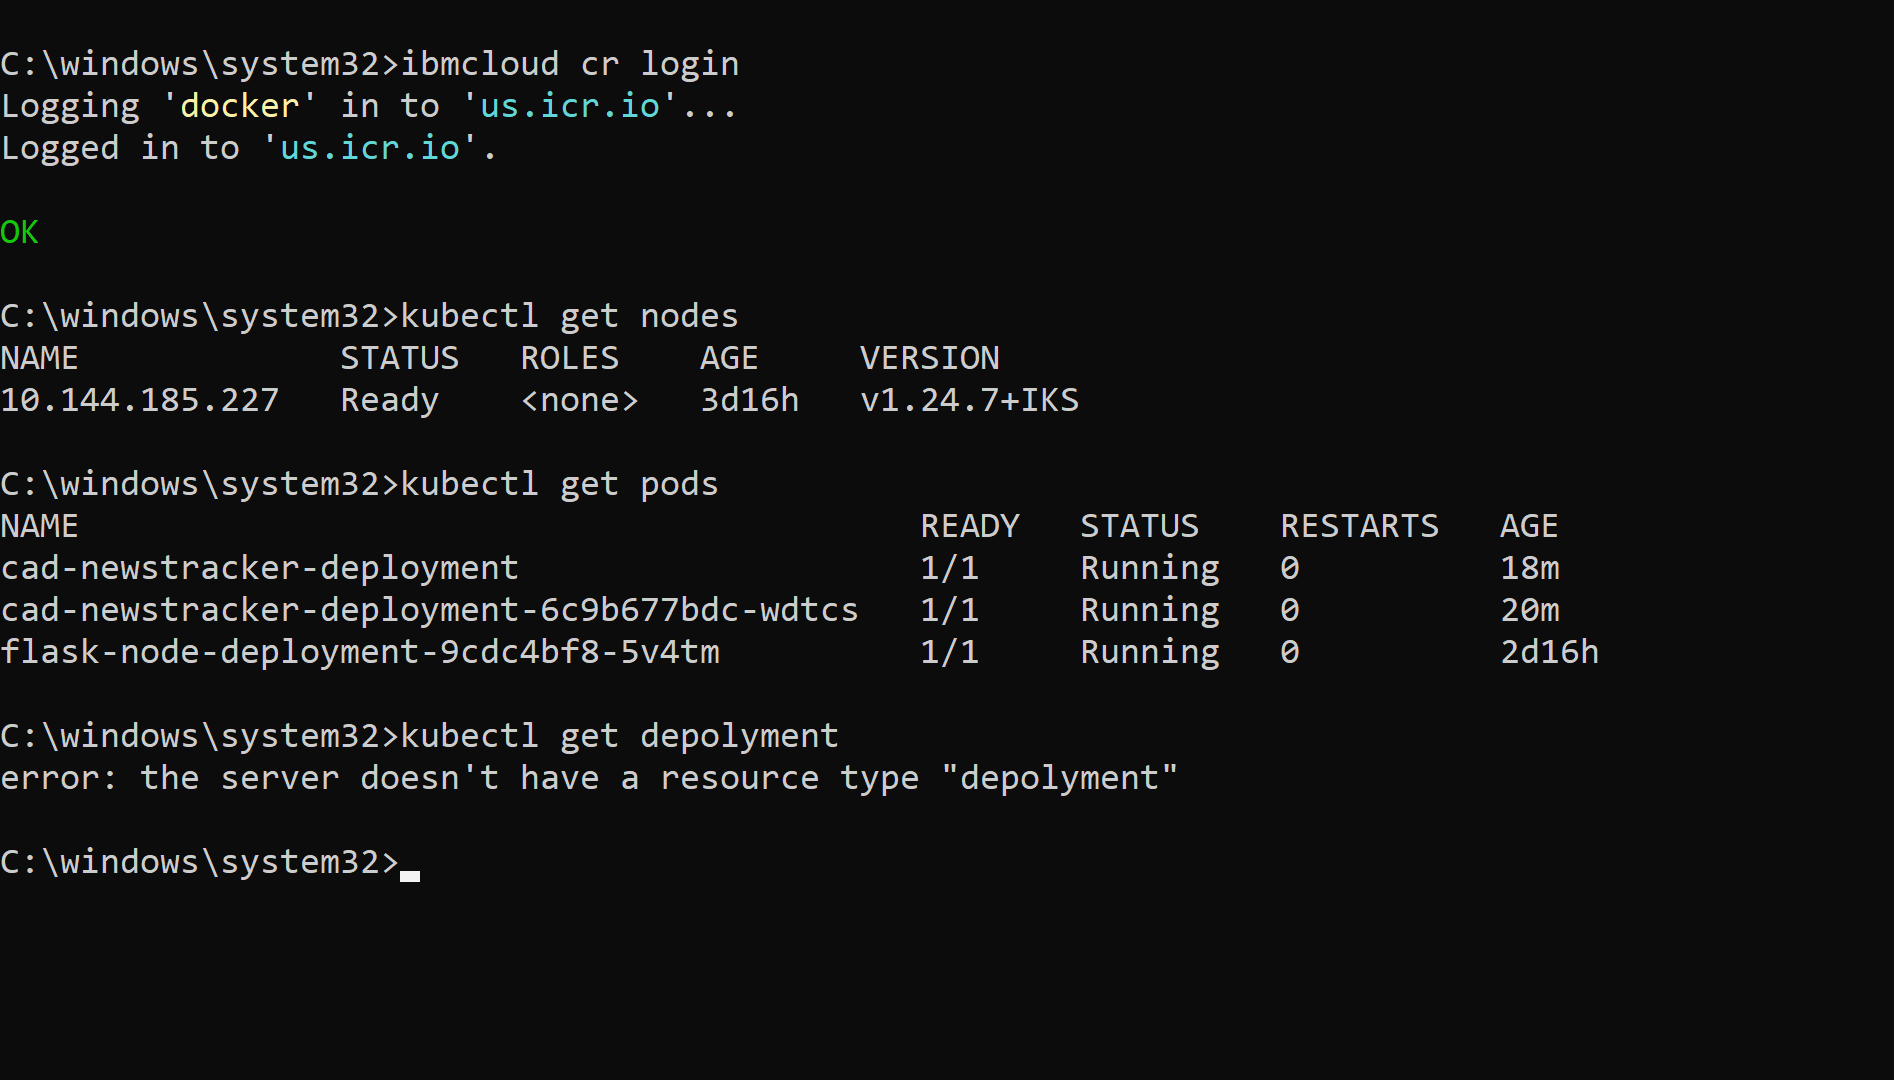 C:\windows\system32>ibmcloud cr login
Logging 'docker' in to 'us.icr.io'...
Logged in to 'us.icr.io'.
OK
C:\windows\system32>kubectl get nodes
NAME STATUS ROLES AGE VERSION
10.144.185.227 Ready <none> 3d16h v1.24.7+IKS
C:\windows\system32>kubectl get pods
NAME READY STATUS RESTARTS AGE
cad-newstracker-deployment 1/1 Running 0 18m
cad-newstracker-deployment-6c9b677bdc-wdtcs 1/1 Running 0 20m
flask-node-deployment-9cdc4bf8-5v4tm 1/1 Running 0 2d16h
C:\windows\system32>kubectl get depolyment
error: the server doesn't have a resource type "depolyment"
C:\windows\system32>